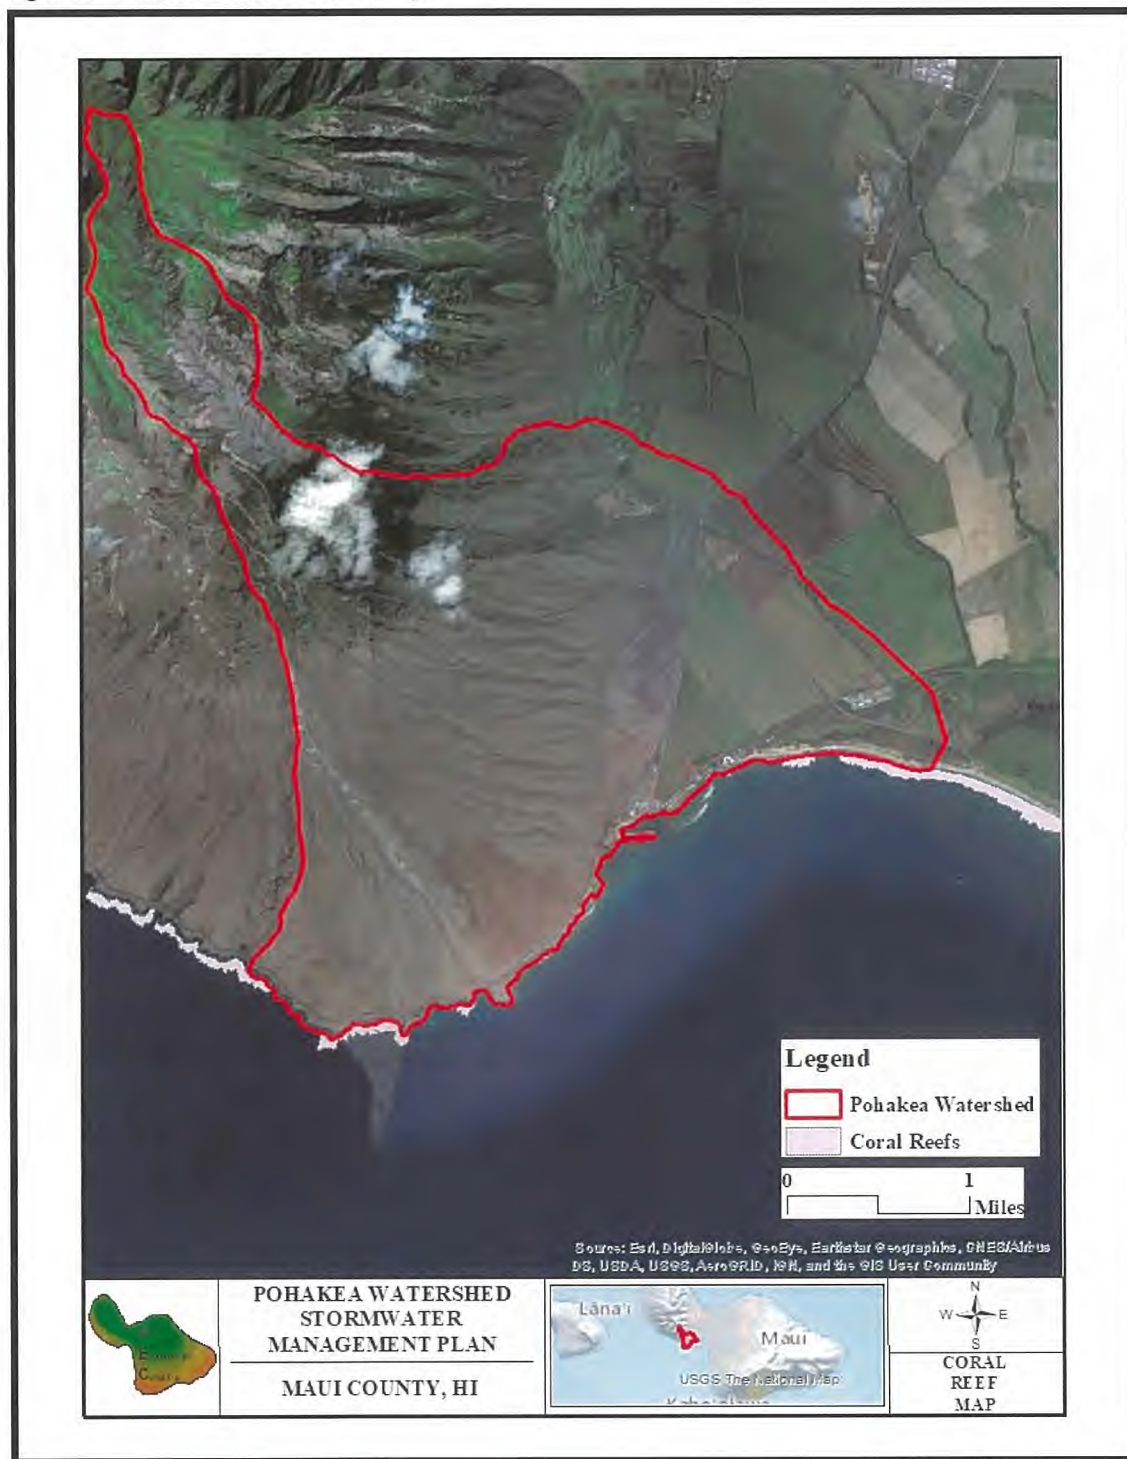 Legend
Pohakea Watershed
Coral Reefs
0 1
Miles
Source: Esri, DigitalGlobe, GeoEye, Earthstar Geographics, CNES/Airbus
DS, USDA, USGS, AeroGRID, IGN, and the GIS User Community
POHAKEA WATERSHED
STORMWATER
MANAGEMENT PLAN
MAUI COUNTY, HI
Lāna'i
Maui
USGS The National Map
N
W E
S
CORAL
REEF
MAP